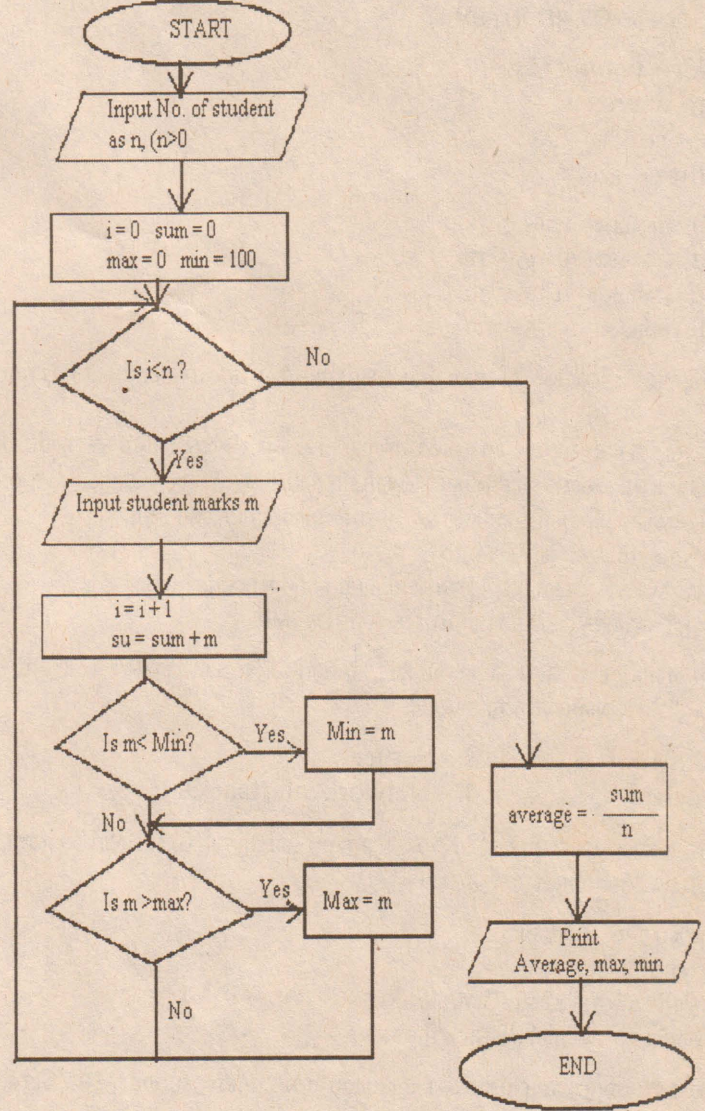 START
Input No. of student
as n, (n>0
i = 0 sum = 0
max = 0 min = 100
Is i<n ?
No
Yes
Input student marks m
i = i + 1
su = sum + m
Is m< Min?
Yes
Min = m
No
Is m >max?
Yes
Max = m
No
average = sum
n
Print
Average, max, min
END